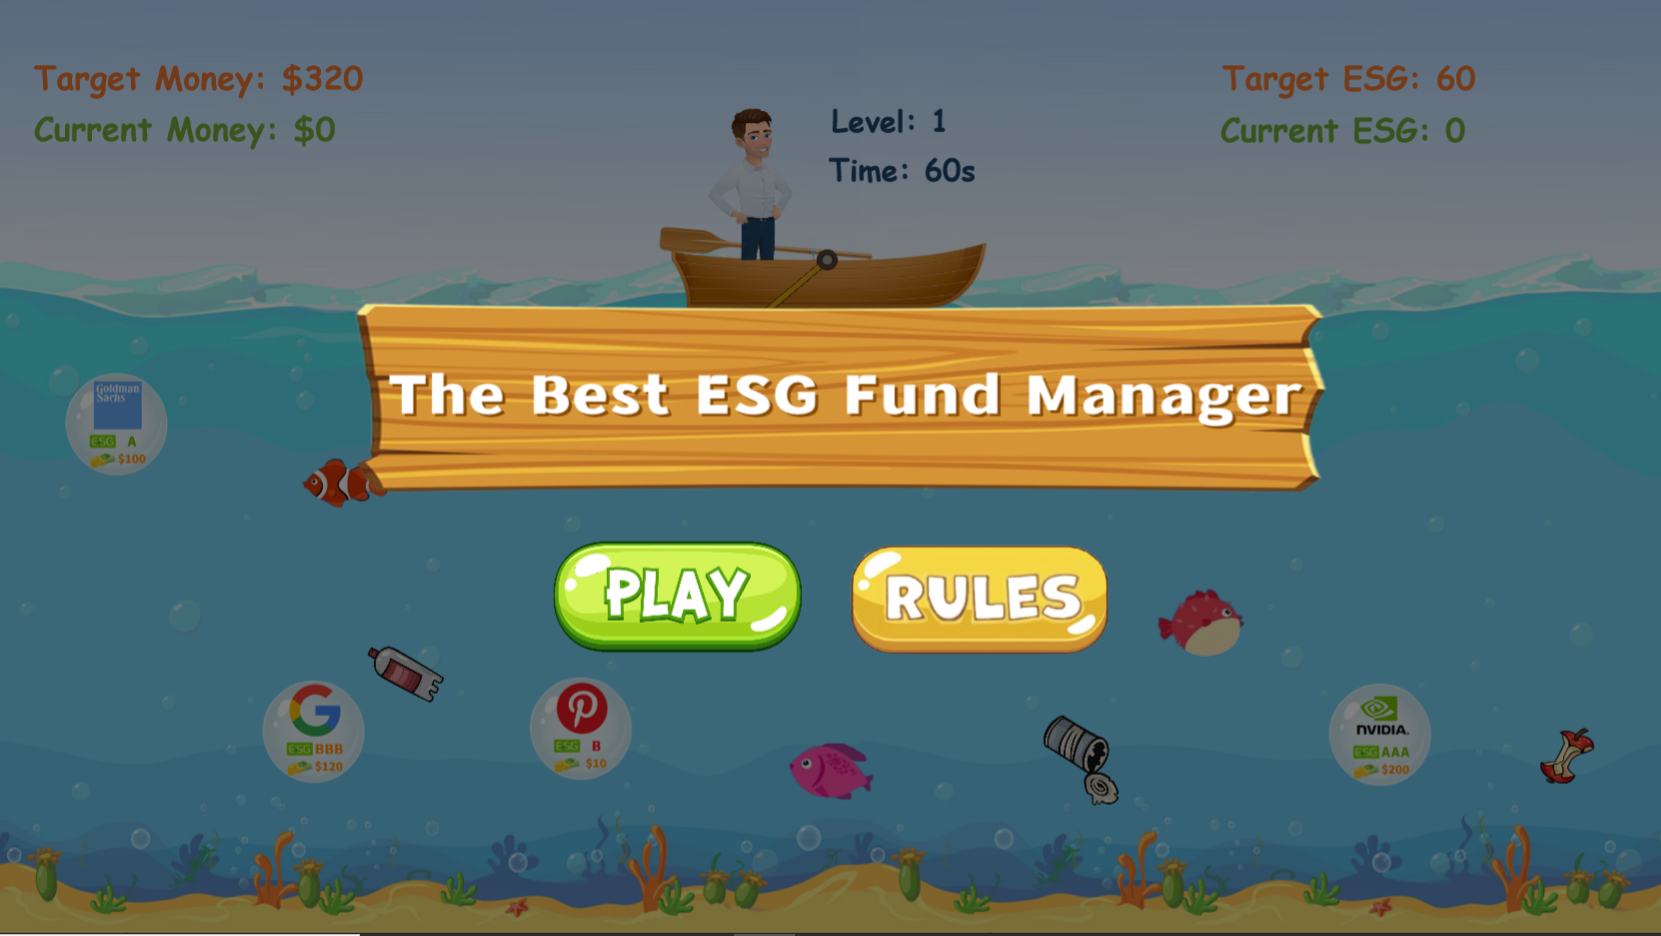 Target Money: $320
Current Money: $0
Level: 1
Time: 60s
Target ESG: 60
Current ESG: 0
The Best ESG Fund Manager
Goldman
Sachs
ESG A
$100
PLAY
RULES
G
ESG BBB
$120
ESG B
$10
NVIDIA.
ESG AAA
$200